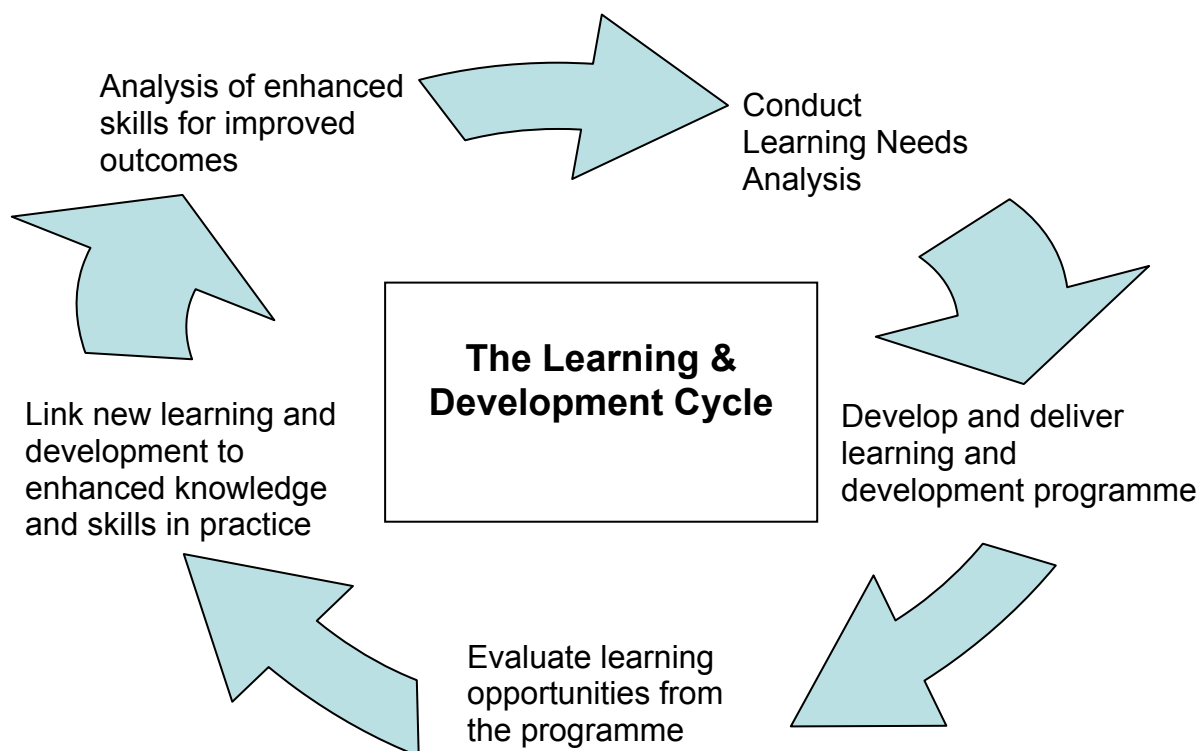 Analysis of enhanced
skills for improved
outcomes
Conduct
Learning Needs
Analysis
The Learning &
Development Cycle
Develop and deliver
learning and
development programme
Evaluate learning
opportunities from
the programme
Link new learning and
development to
enhanced knowledge
and skills in practice